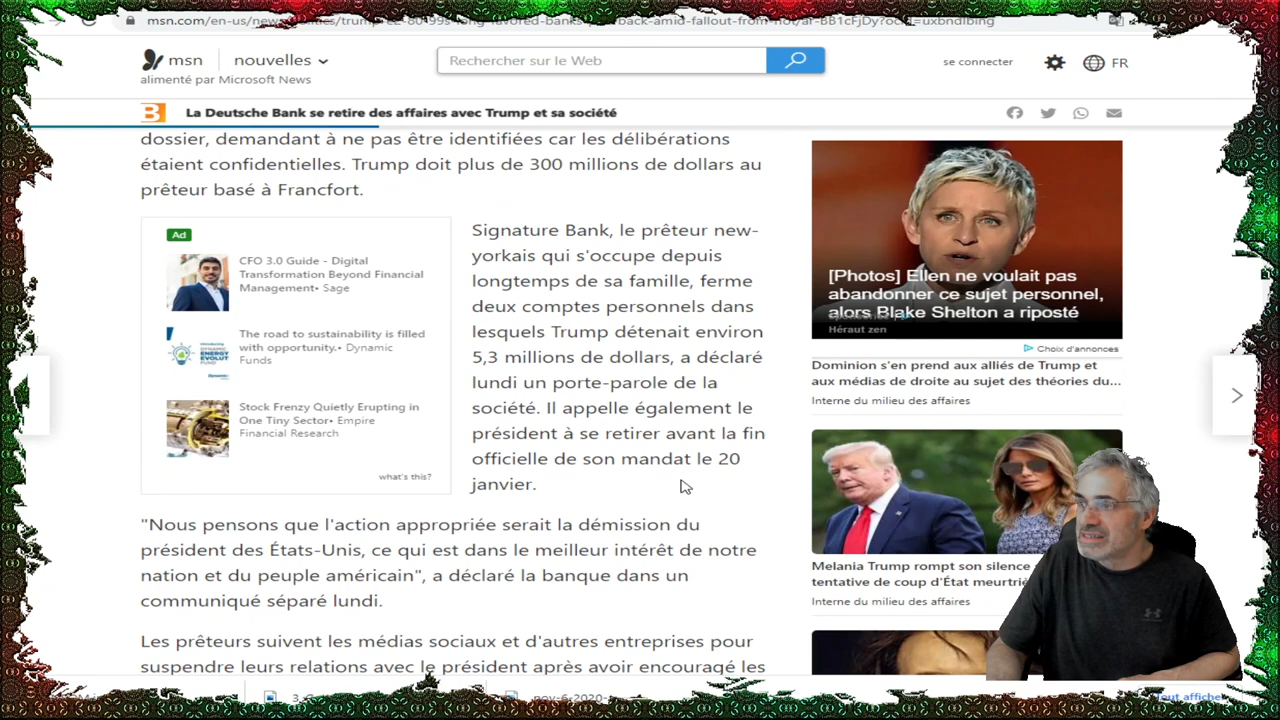 msn.com/en-us/news
msn
nouvelles
Rechercher sur le Web
se connecter
FR
alimenté par Microsoft News
B
La Deutsche Bank se retire des affaires avec Trump et sa société
dossier, demandant à ne pas être identifiées car les délibérations
étaient confidentielles. Trump doit plus de 300 millions de dollars au
prêteur basé à Francfort.
Ad
CFO 3.0 Guide - Digital
Transformation Beyond Financial
Management• Sage
The road to sustainability is filled
with opportunity.• Dynamic
Funds
Stock Frenzy Quietly Erupting in
One Tiny Sector• Empire
Financial Research
what's this?
Signature Bank, le prêteur new-
yorkais qui s'occupe depuis
longtemps de sa famille, ferme
deux comptes personnels dans
lesquels Trump détenait environ
5,3 millions de dollars, a déclaré
lundi un porte-parole de la
société. Il appelle également le
président à se retirer avant la fin
officielle de son mandat le 20
janvier.
"Nous pensons que l'action appropriée serait la démission du
président des États-Unis, ce qui est dans le meilleur intérêt de notre
nation et du peuple américain", a déclaré la banque dans un
communiqué séparé lundi.
Les prêteurs suivent les médias sociaux et d'autres entreprises pour
suspendre leurs relations avec le président après avoir encouragé les
[Photos] Ellen ne voulait pas
abandonner ce sujet personnel,
alors Blake Shelton a riposté
Héraut zen
Choix d'annonces
Dominion s'en prend aux alliés de Trump et
aux médias de droite au sujet des théories du...
Interne du milieu des affaires
Melania Trump rompt son silence
tentative de coup d'État meurtri
Interne du milieu des affaires
nov-6-2020-
Tout affiche